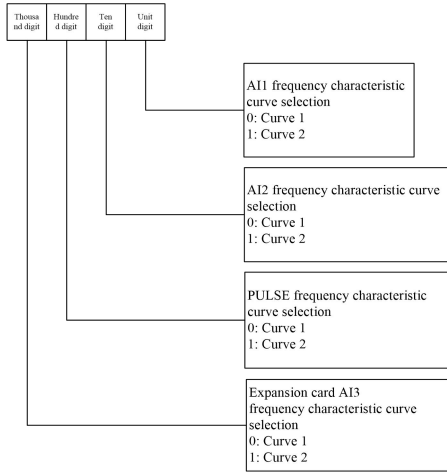 Thousa
nd digit
Hundre
d digit
Ten
digit
Unit
digit
AI1 frequency characteristic
curve selection
0: Curve 1
1: Curve 2
AI2 frequency characteristic curve
selection
0: Curve 1
1: Curve 2
PULSE frequency characteristic
curve selection
0: Curve 1
1: Curve 2
Expansion card AI3
frequency characteristic curve
selection
0: Curve 1
1: Curve 2